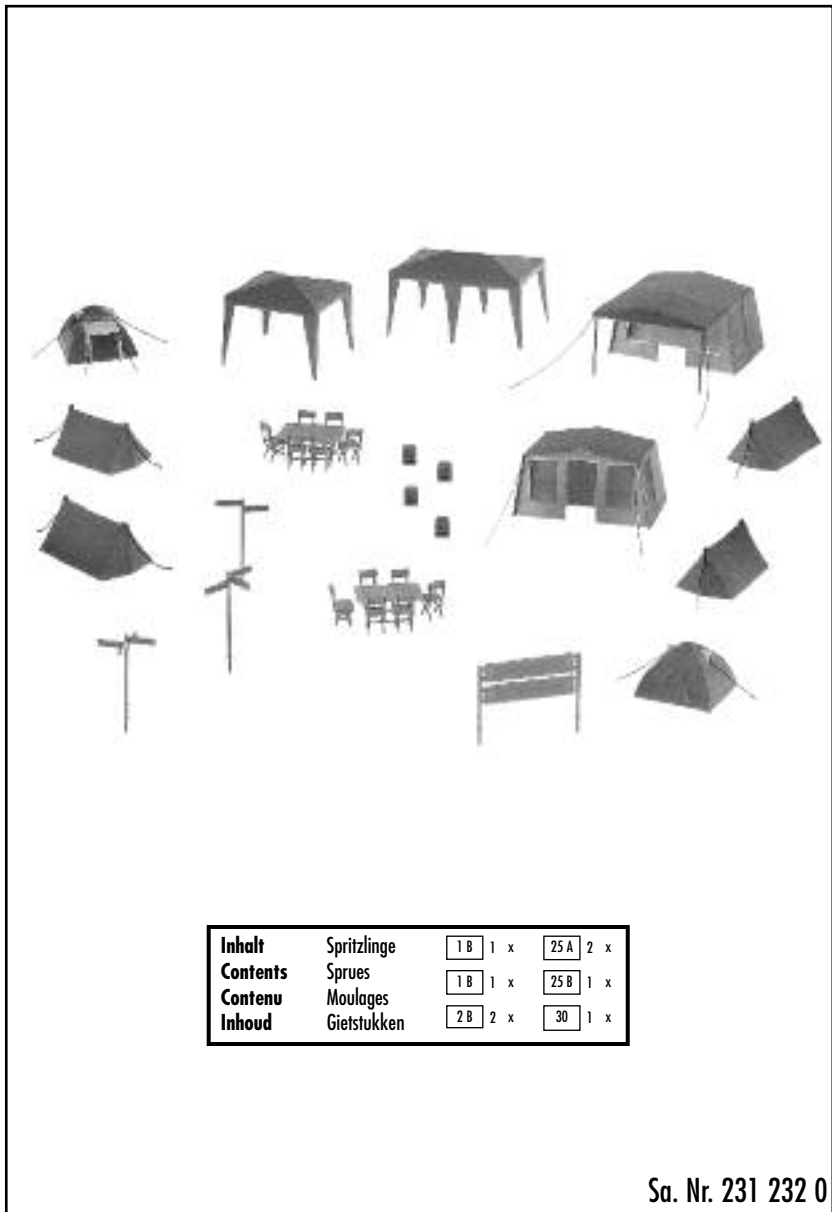 Inhalt Spritzlinge 1 B 1 x 25 A 2 x
Contents Sprues 1 B 1 x 25 B 1 x
Contenu Moulages
Inhoud Gietstukken 2 B 2 x 30 1 x
Sa. Nr. 231 232 0